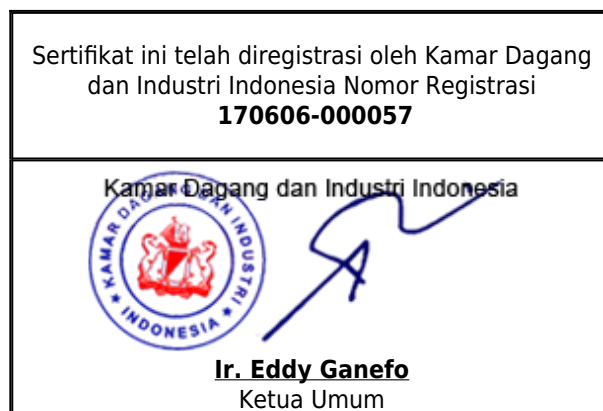 Sertifikat ini telah diregistrasi oleh Kamar Dagang
dan Industri Indonesia Nomor Registrasi
170606-000057
Kamar Dagang dan Industri Indonesia
KAMAR DAGANG DAN INDUSTRI
INDONESIA
Ir. Eddy Ganefo
Ketua Umum